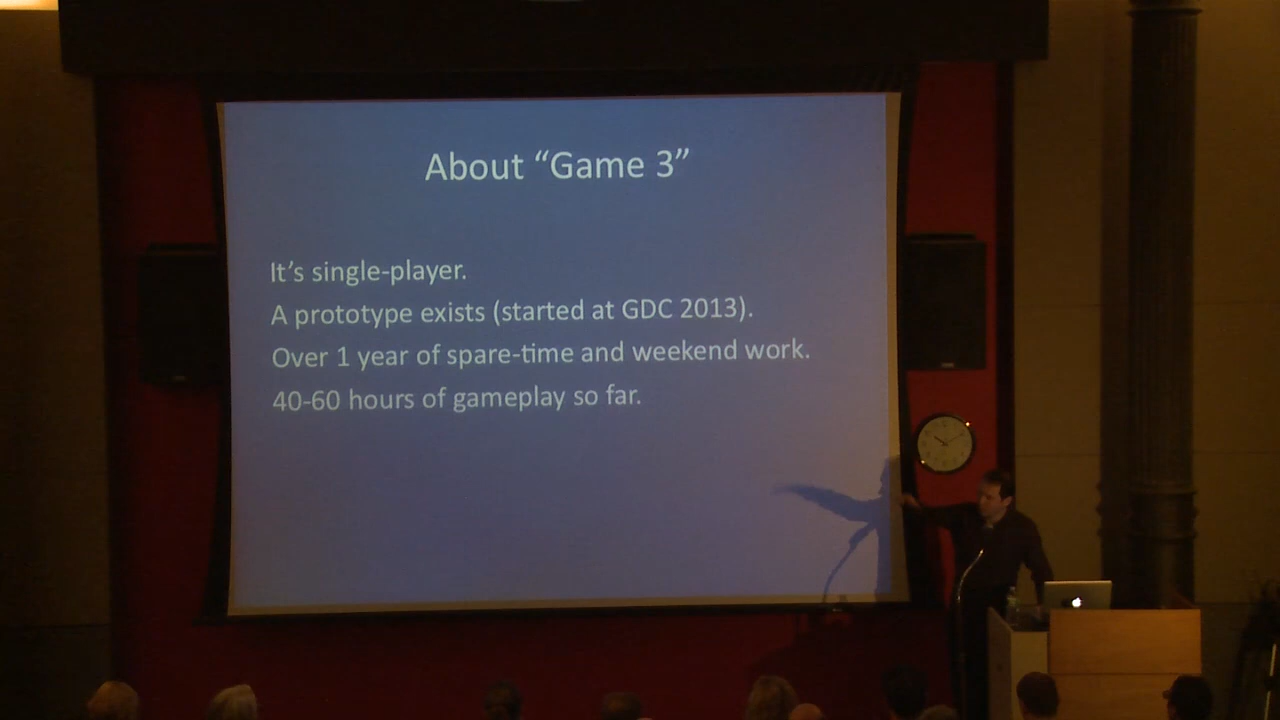 About “Game 3”
It’s single-player.
A prototype exists (started at GDC 2013).
Over 1 year of spare-time and weekend work.
40-60 hours of gameplay so far.